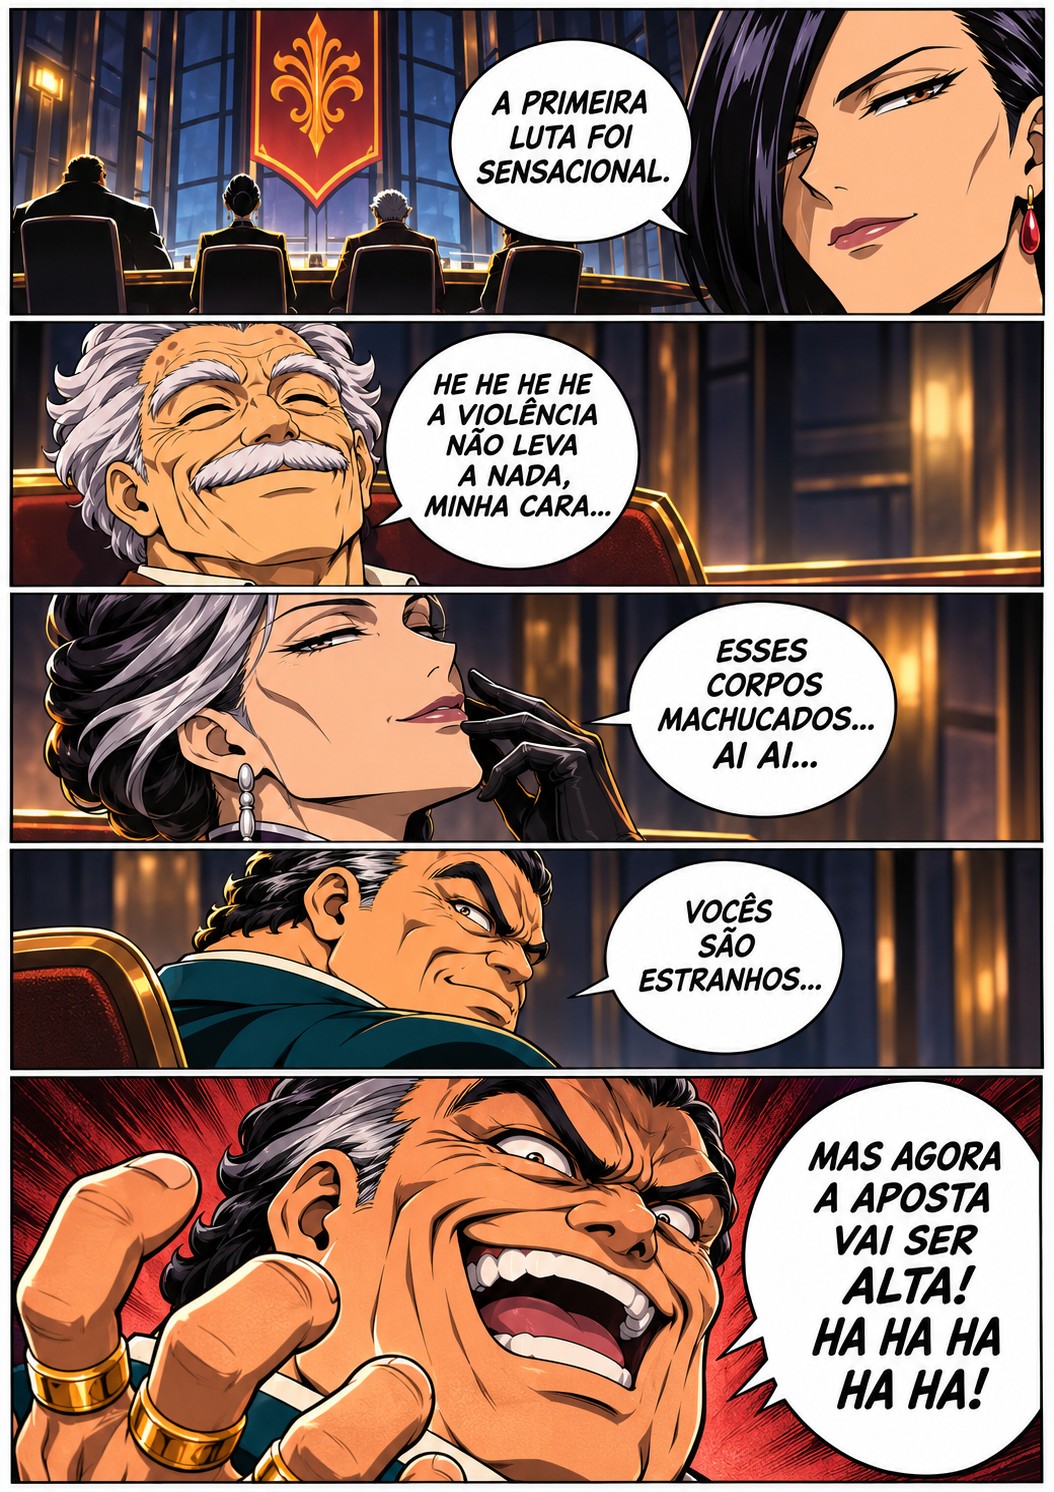 A PRIMEIRA
LUTA FOI
SENSACIONAL.
HE HE HE HE
A VIOLÊNCIA
NÃO LEVA
A NADA,
MINHA CARA...
ESSES
CORPOS
MACHUCADOS...
AI AI...
VOCÊS
SÃO
ESTRANHOS...
MAS AGORA
A APOSTA
VAI SER
ALTA!
HA HA HA
HA HA!